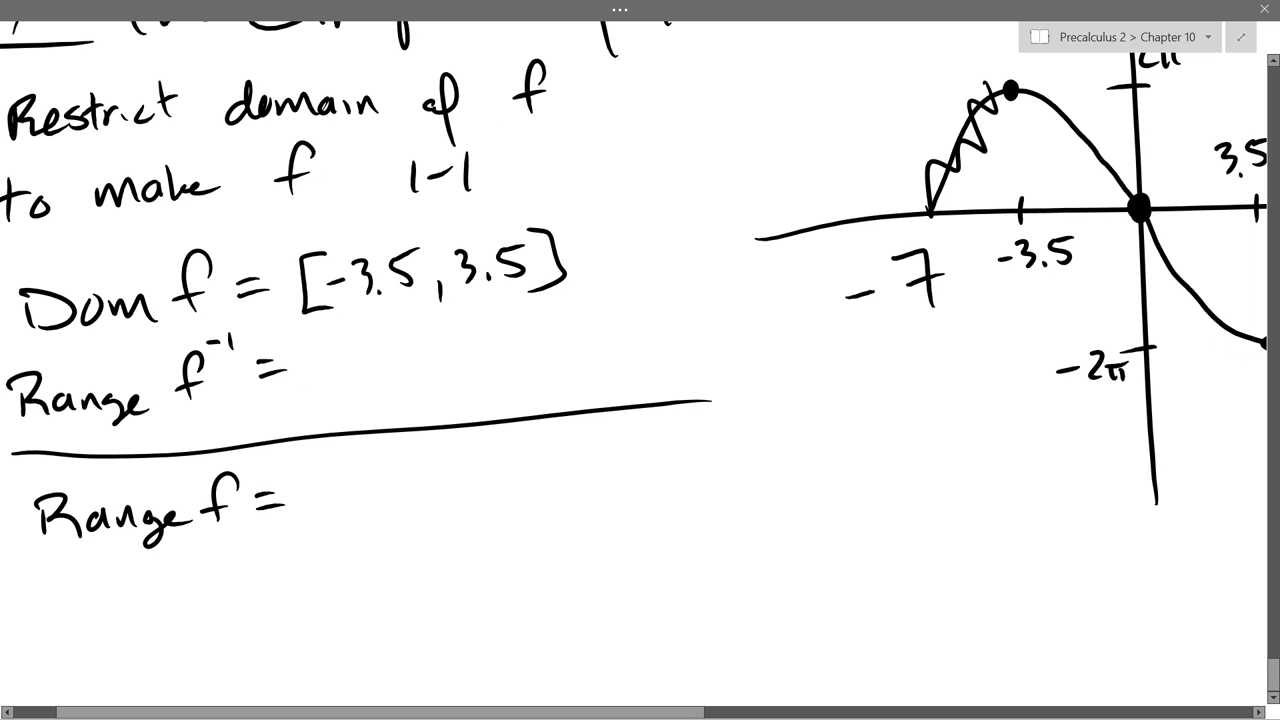 Precalculus 2 > Chapter 10
Restrict domain of f
to make f 1-1
Dom f = [-3.5, 3.5]
Range f⁻¹ =
Range f =
3.5
-3.5
-7
-2π